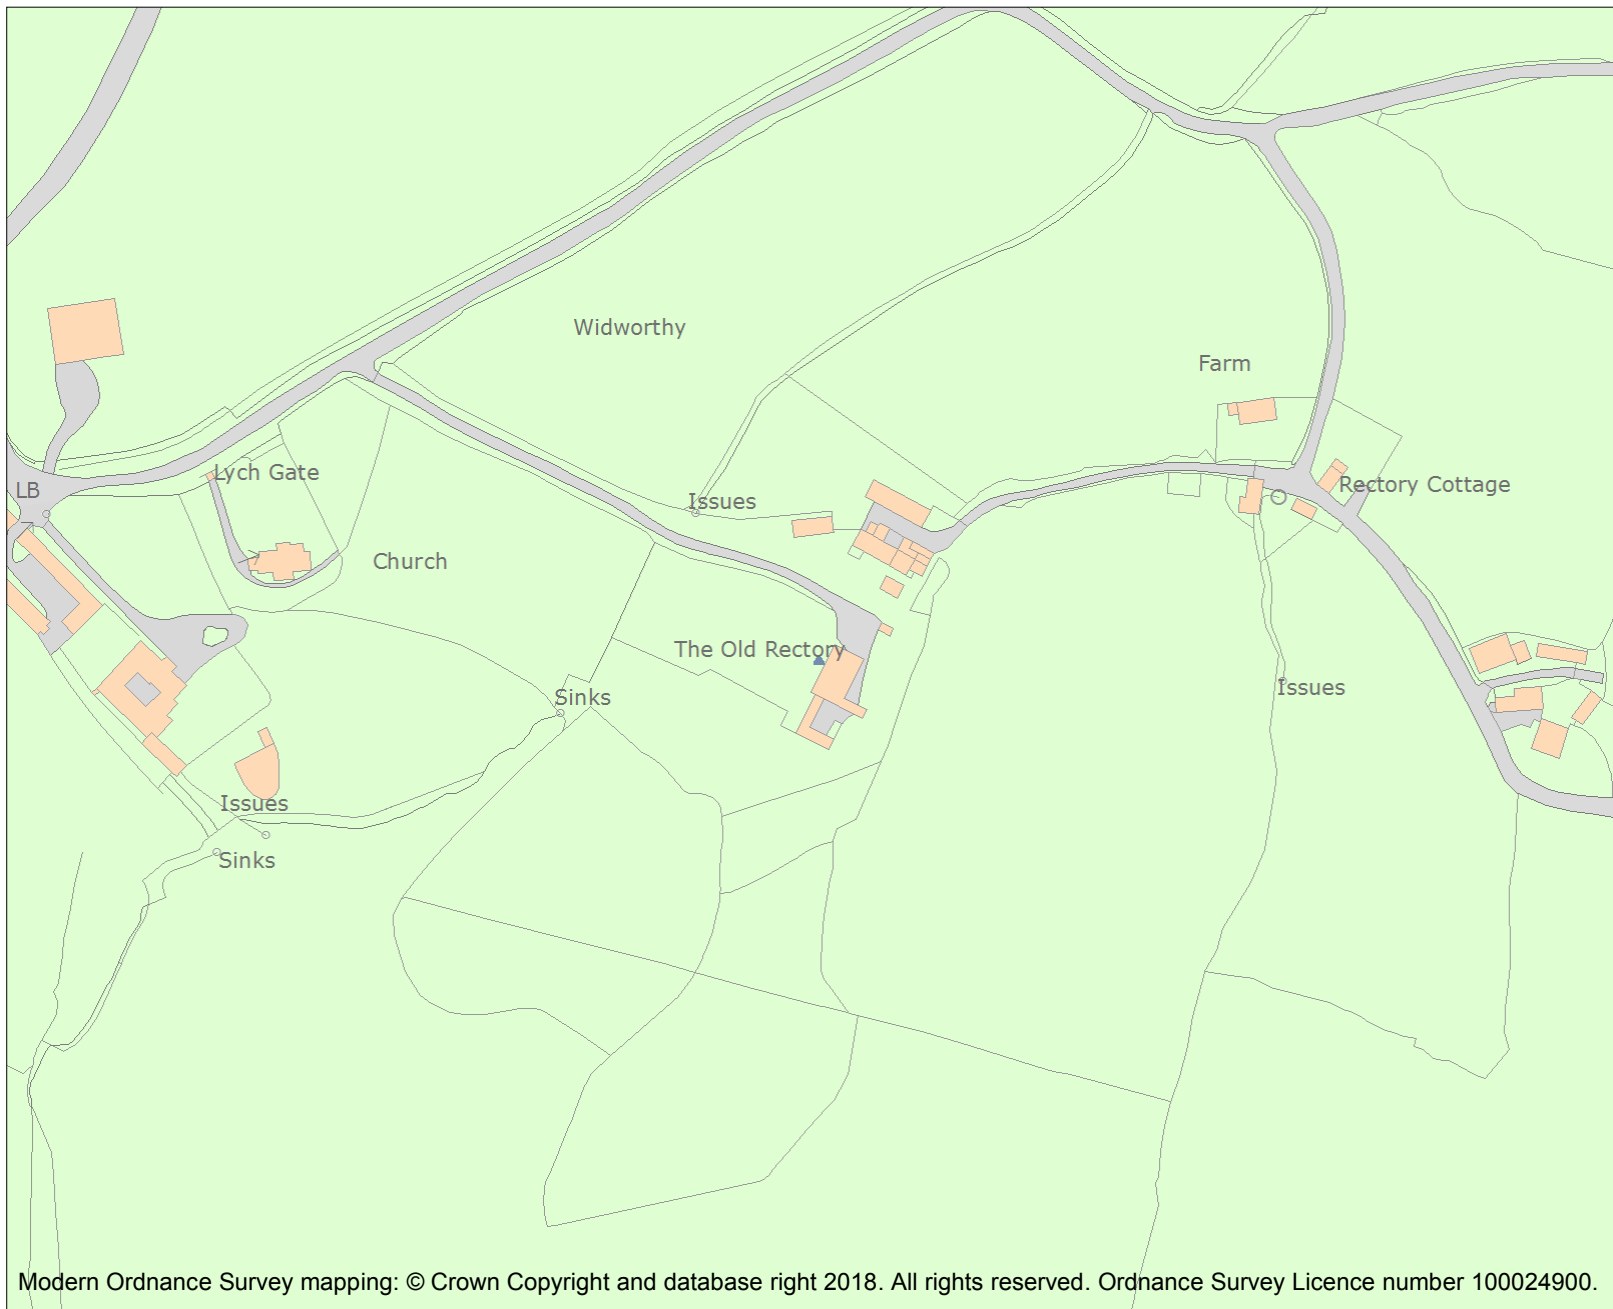 Widworthy
Farm
Lych Gate
LB
Rectory Cottage
Issues
Church
The Old Rectory
Issues
Sinks
Issues
Sinks
Modern Ordnance Survey mapping: © Crown Copyright and database right 2018. All rights reserved. Ordnance Survey Licence number 100024900.